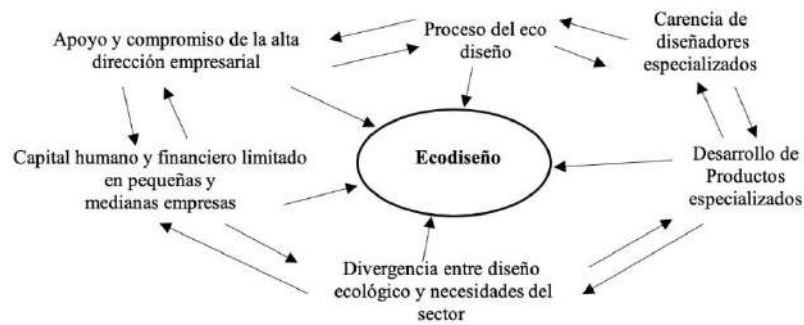 Apoyo y compromiso de la alta
dirección empresarial
Proceso del eco
diseño
Carencia de
diseñadores
especializados
Capital humano y financiero limitado
en pequeñas y
medianas empresas
Ecodiseño
Desarrollo de
Productos
especializados
Divergencia entre diseño
ecológico y necesidades del
sector